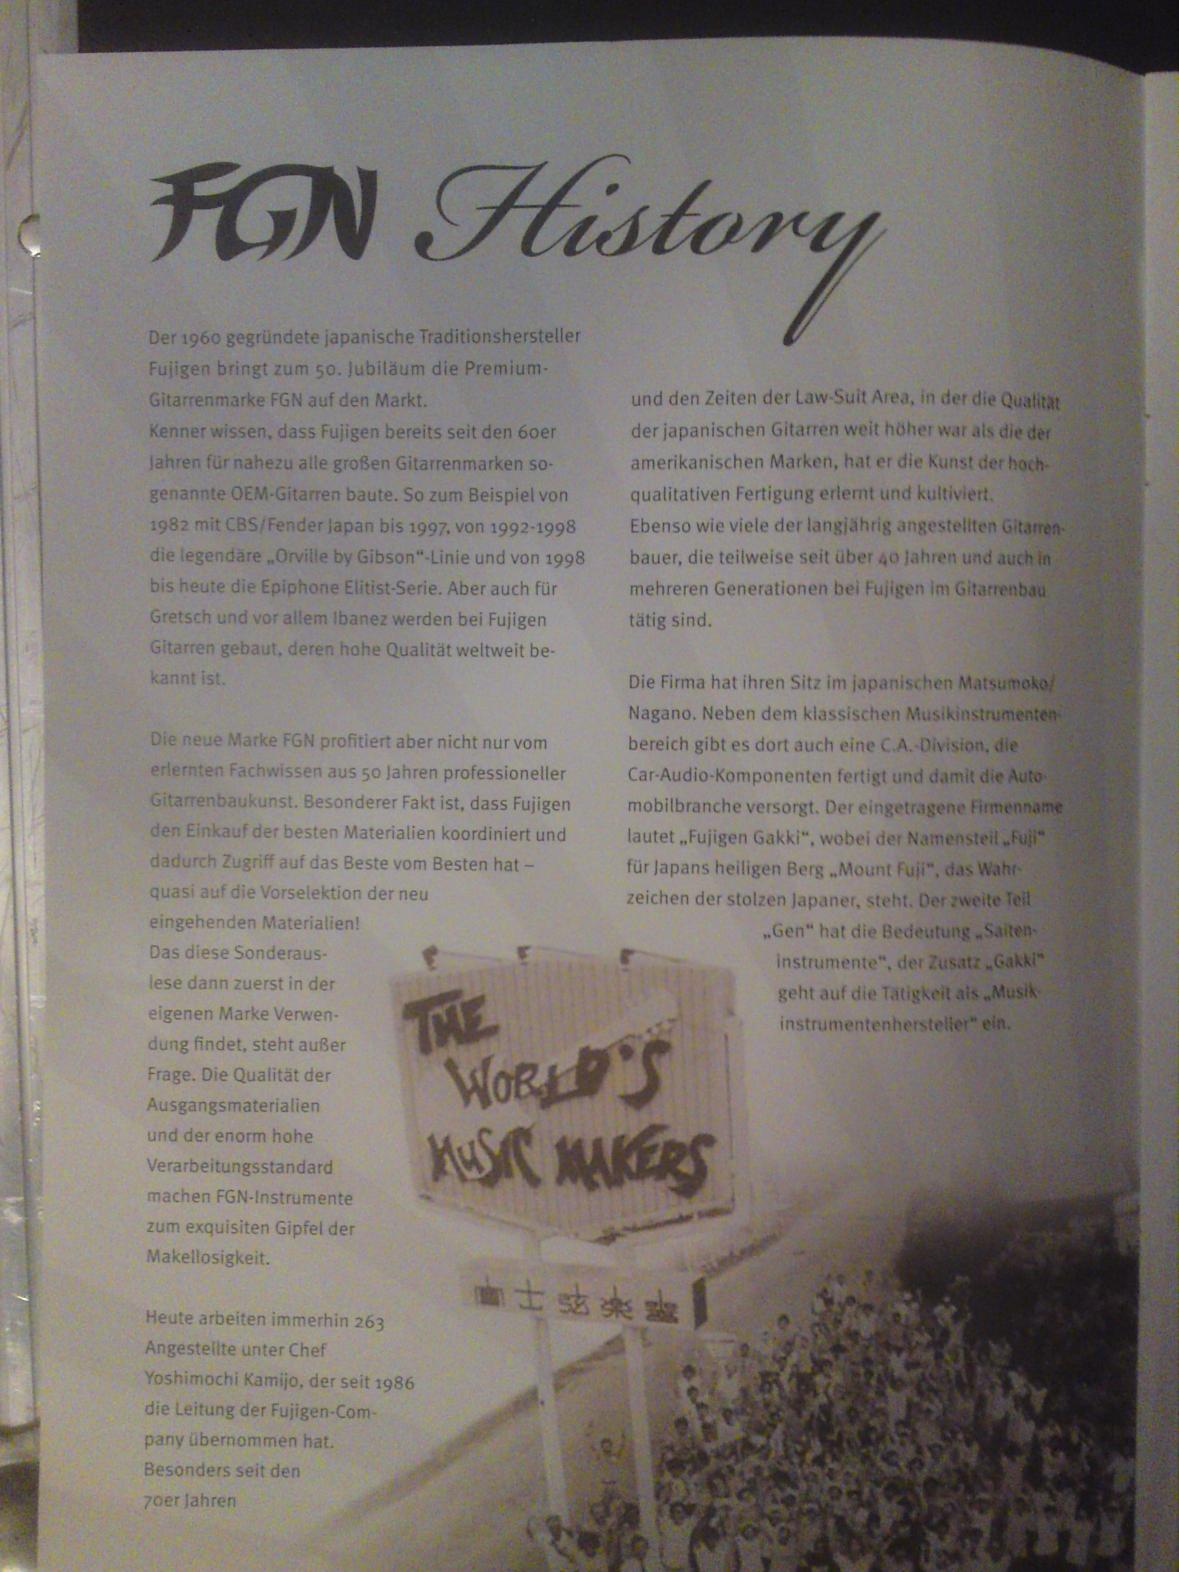 FGN History
Der 1960 gegründete japanische Traditionshersteller
Fujigen bringt zum 50. Jubiläum die Premium-
Gitarrenmarke FGN auf den Markt.
Kenner wissen, dass Fujigen bereits seit den 60er
Jahren für nahezu alle großen Gitarrenmarken so-
genannte OEM-Gitarren baute. So zum Beispiel von
1982 mit CBS/Fender Japan bis 1997, von 1992-1998
die legendäre „Orville by Gibson“-Linie und von 1998
bis heute die Epiphone Elitist-Serie. Aber auch für
Gretsch und vor allem Ibanez werden bei Fujigen
Gitarren gebaut, deren hohe Qualität weltweit be-
kannt ist.
Die neue Marke FGN profitiert aber nicht nur vom
erlernten Fachwissen aus 50 Jahren professioneller
Gitarrenbaukunst. Besonderer Fakt ist, dass Fujigen
den Einkauf der besten Materialien koordiniert und
dadurch Zugriff auf das Beste vom Besten hat –
quasi auf die Vorselektion der neu
eingehenden Materialien!
Das diese Sonderaus-
lese dann zuerst in der
eigenen Marke Verwen-
dung findet, steht außer
Frage. Die Qualität der
Ausgangsmaterialien
und der enorm hohe
Verarbeitungsstandard
machen FGN-Instrumente
zum exquisiten Gipfel der
Makellosigkeit.
Heute arbeiten immerhin 263
Angestellte unter Chef
Yoshimochi Kamijo, der seit 1986
die Leitung der Fujigen-Com-
pany übernommen hat.
Besonders seit den
70er Jahren
und den Zeiten der Law-Suit Area, in der die Qualität
der japanischen Gitarren weit höher war als die der
amerikanischen Marken, hat er die Kunst der hoch-
qualitativen Fertigung erlernt und kultiviert.
Ebenso wie viele der langjährig angestellten Gitarren-
bauer, die teilweise seit über 40 Jahren und auch in
mehreren Generationen bei Fujigen im Gitarrenbau
tätig sind.
Die Firma hat ihren Sitz im japanischen Matsumoko/
Nagano. Neben dem klassischen Musikinstrumenten-
bereich gibt es dort auch eine C.A.-Division, die
Car-Audio-Komponenten fertigt und damit die Auto-
mobilbranche versorgt. Der eingetragene Firmenname
lautet „Fujigen Gakki“, wobei der Namensteil „Fuji“
für Japans heiligen Berg „Mount Fuji“, das Wahr-
zeichen der stolzen Japaner, steht. Der zweite Teil
„Gen“ hat die Bedeutung „Saiten-
instrumente“, der Zusatz „Gakki“
geht auf die Tätigkeit als „Musik-
instrumentenhersteller“ ein.
THE
WORLD'S
MUSIC MAKERS